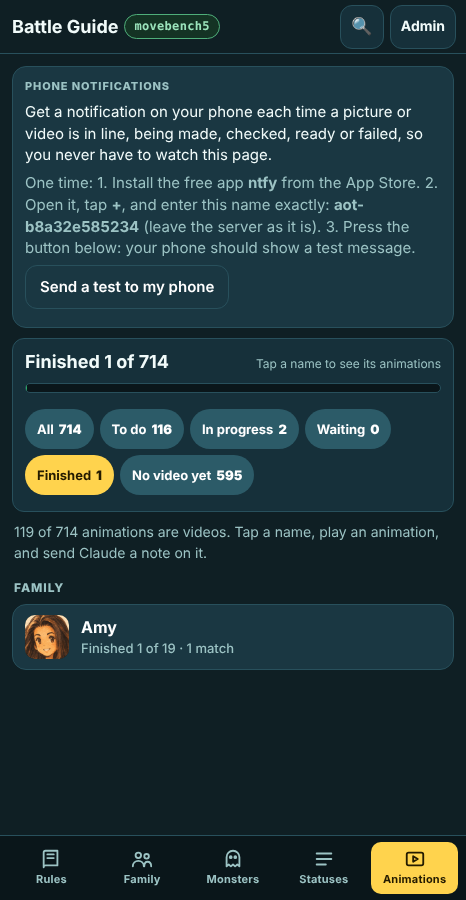 Battle Guide movebench5 Admin
PHONE NOTIFICATIONS
Get a notification on your phone each time a picture or
video is in line, being made, checked, ready or failed, so
you never have to watch this page.
One time: 1. Install the free app ntfy from the App Store. 2.
Open it, tap +, and enter this name exactly: aot-
b8a32e585234 (leave the server as it is). 3. Press the
button below: your phone should show a test message.
Send a test to my phone
Finished 1 of 714 Tap a name to see its animations
All 714 To do 116 In progress 2 Waiting 0
Finished 1 No video yet 595
119 of 714 animations are videos. Tap a name, play an animation,
and send Claude a note on it.
FAMILY
Amy
Finished 1 of 19 · 1 match
Rules Family Monsters Statuses Animations